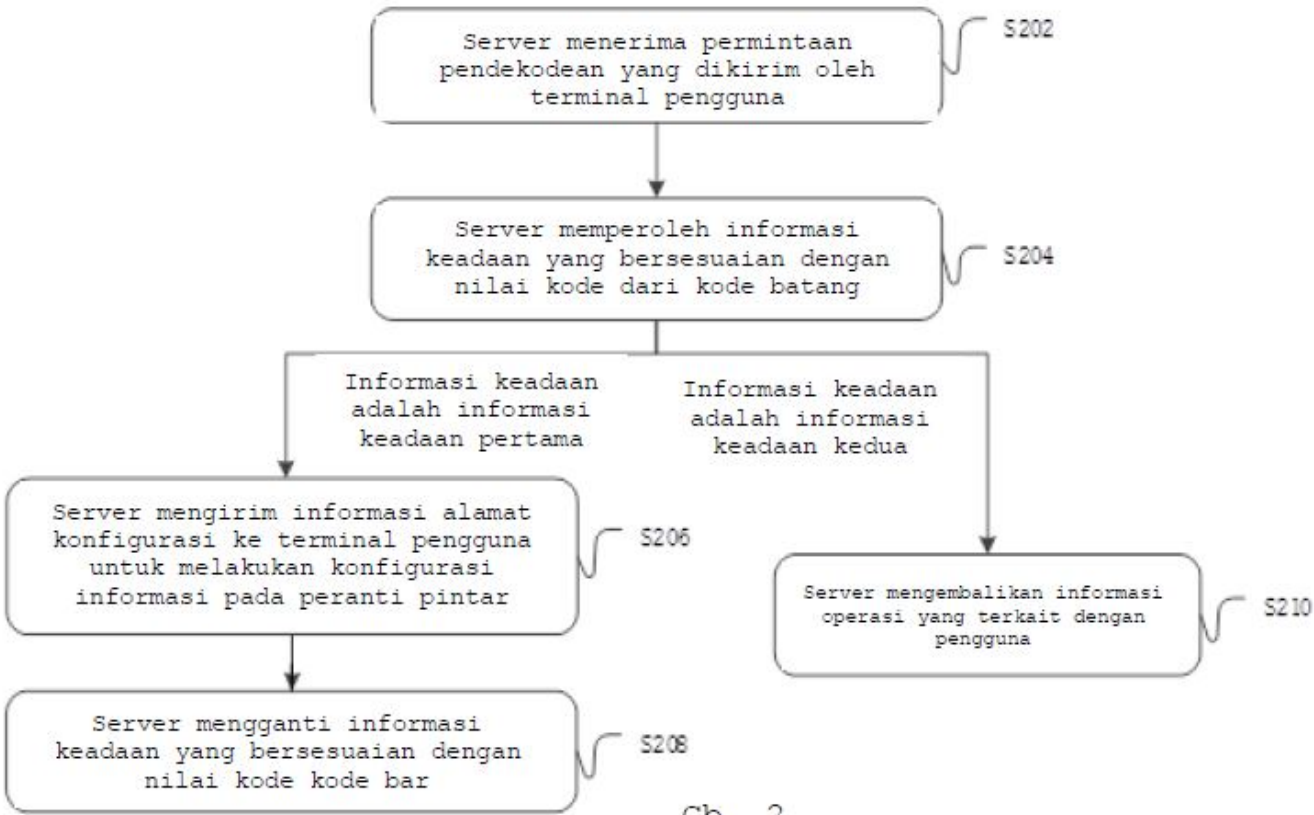 Server menerima permintaan
pendekodean yang dikirim oleh
terminal pengguna
S202
Server memperoleh informasi
keadaan yang bersesuaian dengan
nilai kode dari kode batang
S204
Informasi keadaan
adalah informasi
keadaan pertama
Informasi keadaan
adalah informasi
keadaan kedua
Server mengirim informasi alamat
konfigurasi ke terminal pengguna
untuk melakukan konfigurasi
informasi pada peranti pintar
S206
Server mengembalikan informasi
operasi yang terkait dengan
pengguna
S210
Server mengganti informasi
keadaan yang bersesuaian dengan
nilai kode kode bar
S208